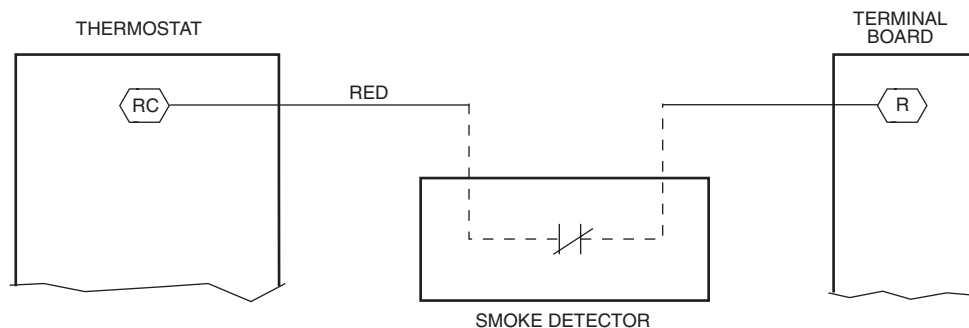 THERMOSTAT
TERMINAL
BOARD
RC
RED
R
SMOKE DETECTOR